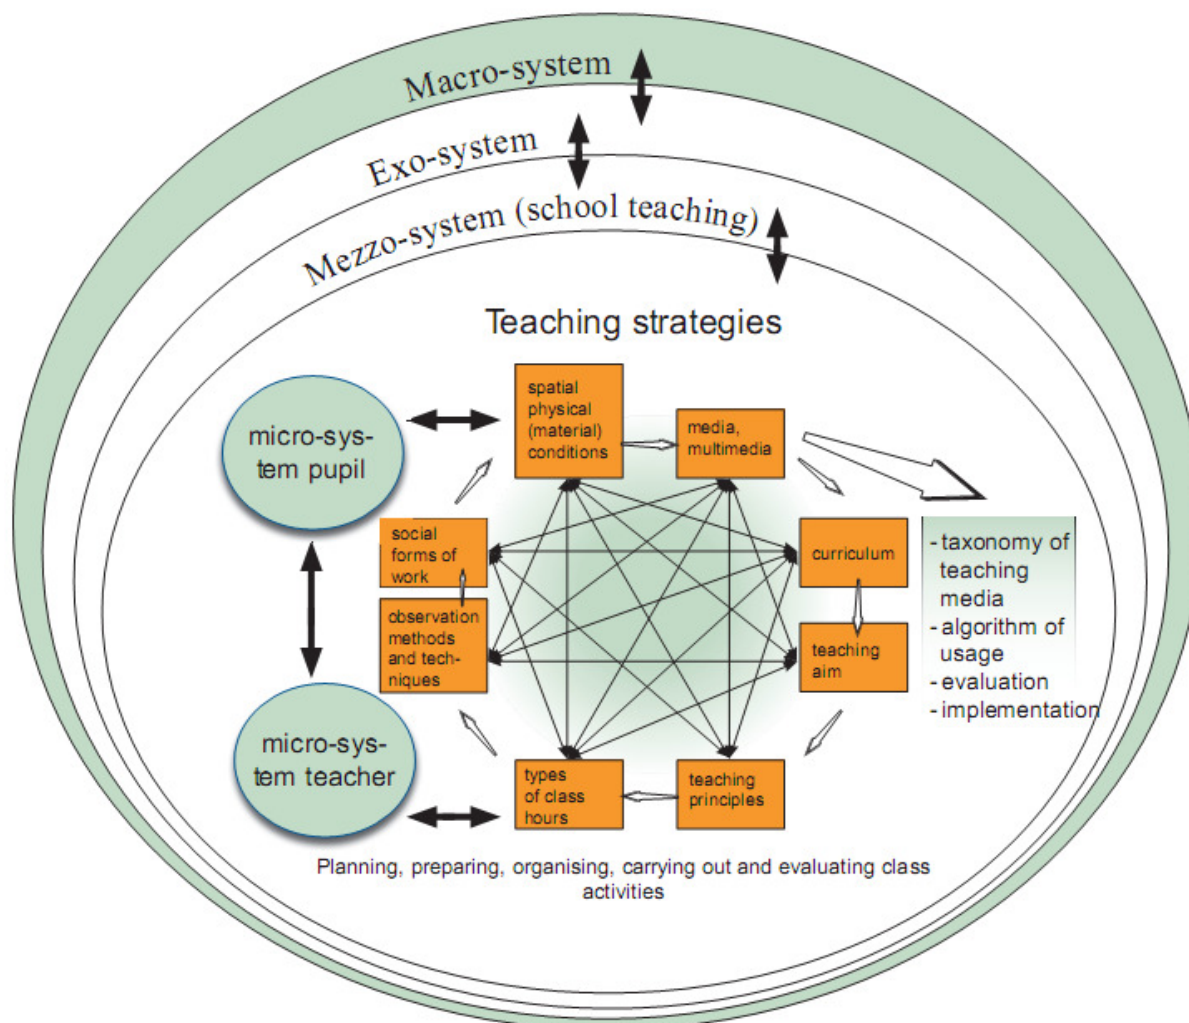 Macro-system
Exo-system
Mezzo-system (school teaching)
Teaching strategies
micro-sys-
tem pupil
spatial
physical
(material)
conditions
media,
multimedia
social
forms of
work
curriculum
- taxonomy of
teaching
media
- algorithm of
usage
- evaluation
- implementation
observation
methods
and tech-
niques
teaching
aim
micro-sys-
tem teacher
types
of class
hours
teaching
principles
Planning, preparing, organising, carrying out and evaluating class
activities